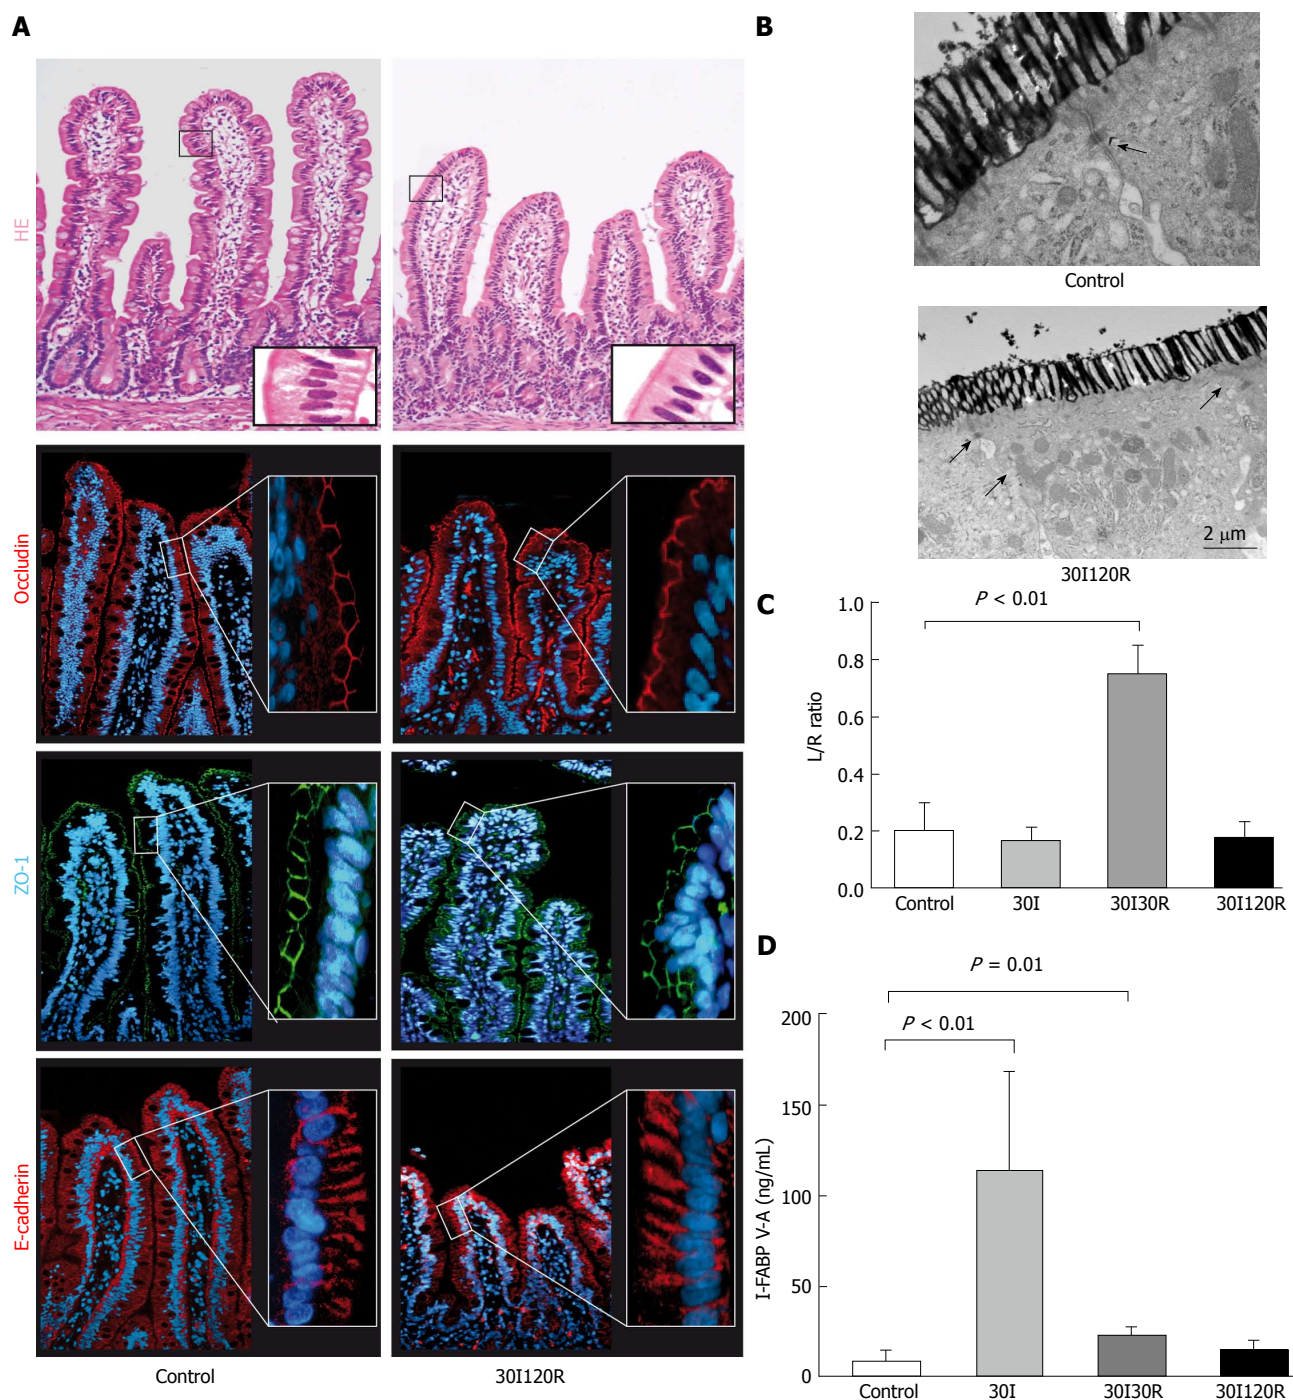 A
HE
Occludin
ZO-1
E-cadherin
Control
30I120R
B
Control
2 μm
30I120R
C
P < 0.01
L/R ratio
1.0
0.8
0.6
0.4
0.2
0.0
Control
30I
30I30R
30I120R
D
P = 0.01
P < 0.01
I-FABP V-A (ng/mL)
200
150
100
50
0
Control
30I
30I30R
30I120R